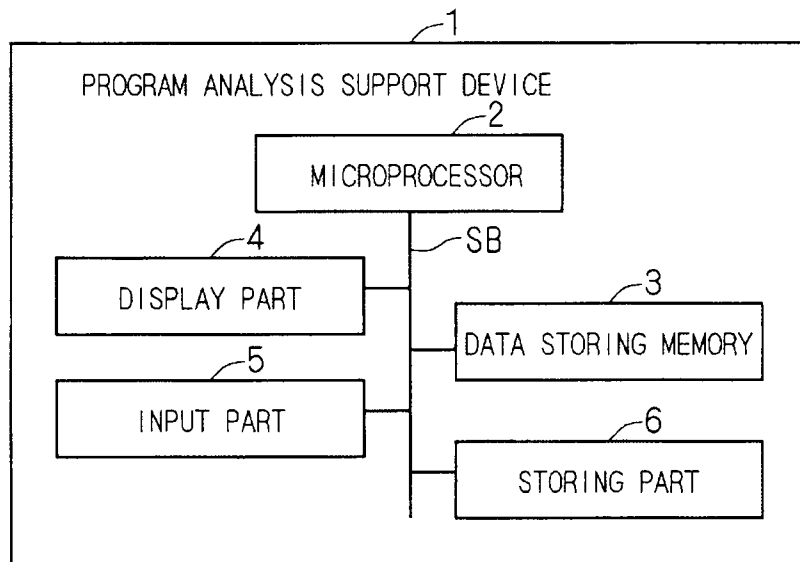 1
PROGRAM ANALYSIS SUPPORT DEVICE
2
MICROPROCESSOR
SB
4
DISPLAY PART
3
DATA STORING MEMORY
5
INPUT PART
6
STORING PART